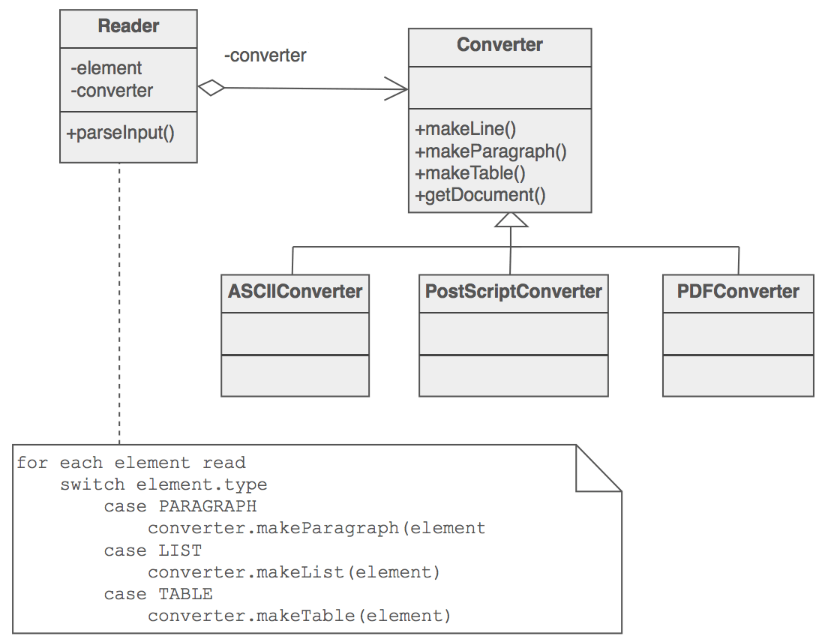 Reader
-element
-converter
+parseInput()
-converter
Converter
+makeLine()
+makeParagraph()
+makeTable()
+getDocument()
ASCIIConverter
PostScriptConverter
PDFConverter
for each element read
switch element.type
case PARAGRAPH
converter.makeParagraph(element
case LIST
converter.makeList(element)
case TABLE
converter.makeTable(element)